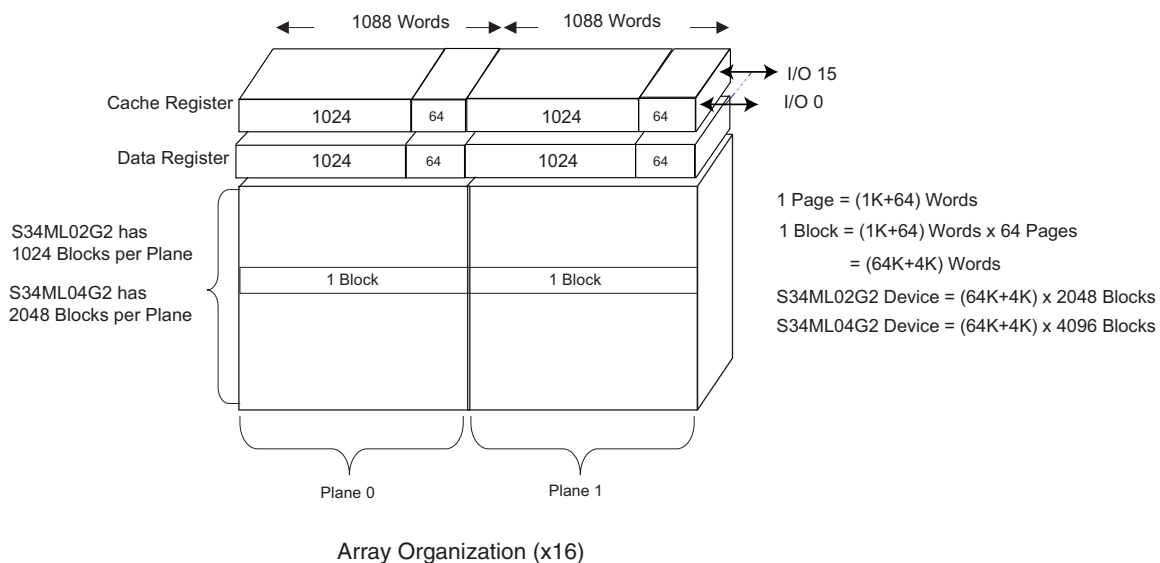 1088 Words 1088 Words
I/O 15
I/O 0
Cache Register 1024 64 1024 64
Data Register 1024 64 1024 64
S34ML02G2 has
1024 Blocks per Plane
S34ML04G2 has
2048 Blocks per Plane
1 Block 1 Block
1 Page = (1K+64) Words
1 Block = (1K+64) Words x 64 Pages
= (64K+4K) Words
S34ML02G2 Device = (64K+4K) x 2048 Blocks
S34ML04G2 Device = (64K+4K) x 4096 Blocks
Plane 0 Plane 1
Array Organization (x16)